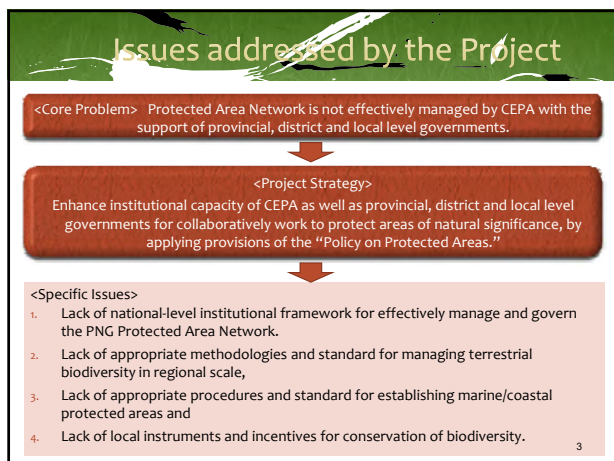 Issues addressed by the Project
<Core Problem> Protected Area Network is not effectively managed by CEPA with the
support of provincial, district and local level governments.
<Project Strategy>
Enhance institutional capacity of CEPA as well as provincial, district and local level
governments for collaboratively work to protect areas of natural significance, by
applying provisions of the “Policy on Protected Areas.”
<Specific Issues>
1. Lack of national-level institutional framework for effectively manage and govern
the PNG Protected Area Network.
2. Lack of appropriate methodologies and standard for managing terrestrial
biodiversity in regional scale,
3. Lack of appropriate procedures and standard for establishing marine/coastal
protected areas and
4. Lack of local instruments and incentives for conservation of biodiversity.
3